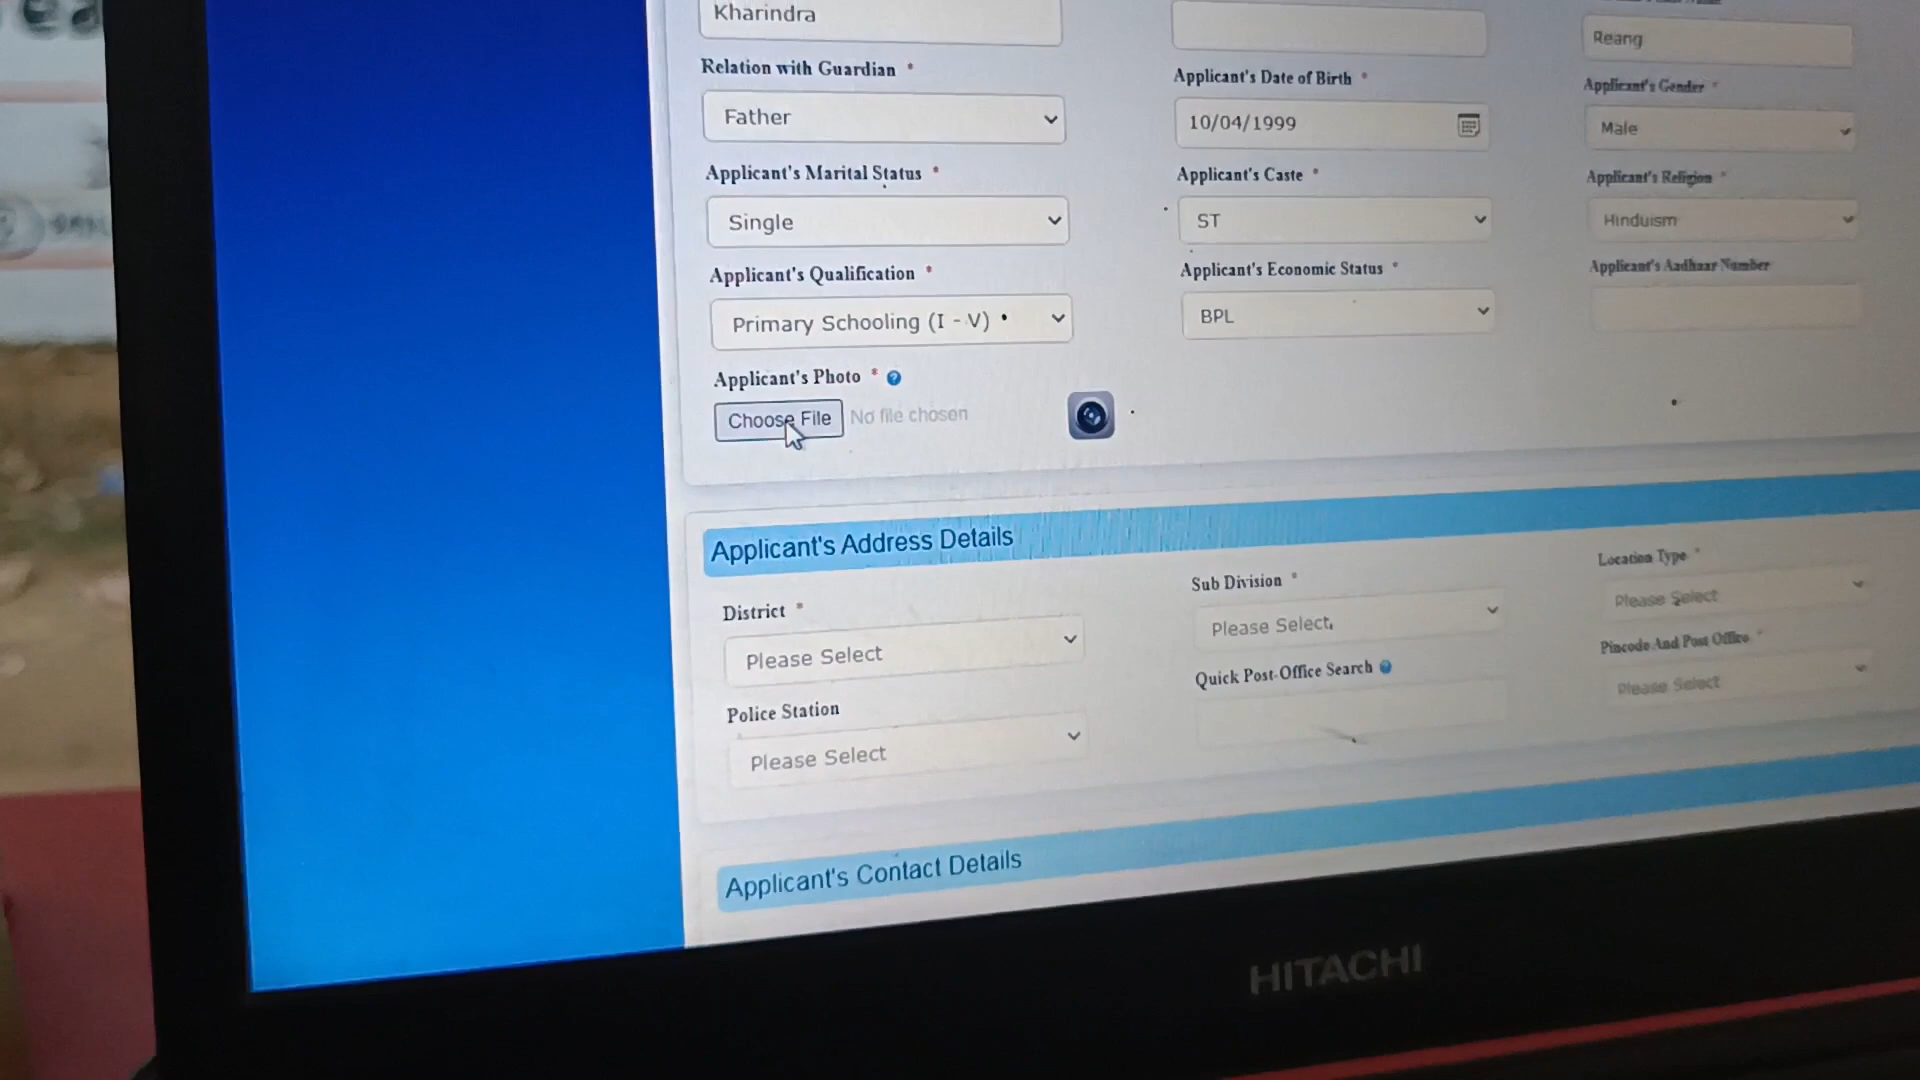 Kharindra
Reang
Relation with Guardian *
Applicant's Date of Birth *
Applicant's Gender *
Father
10/04/1999
Male
Applicant's Marital Status *
Applicant's Caste *
Applicant's Religion *
Single
ST
Hinduism
Applicant's Qualification *
Applicant's Economic Status *
Applicant's Aadhaar Number
Primary Schooling (I - V)
BPL
Applicant's Photo * ?
Choose File No file chosen
Applicant's Address Details
District *
Sub Division *
Location Type *
Please Select
Please Select
Please Select
Police Station
Quick Post-Office Search
Pincode And Post Office *
Please Select
Please Select
Applicant's Contact Details
HITACHI